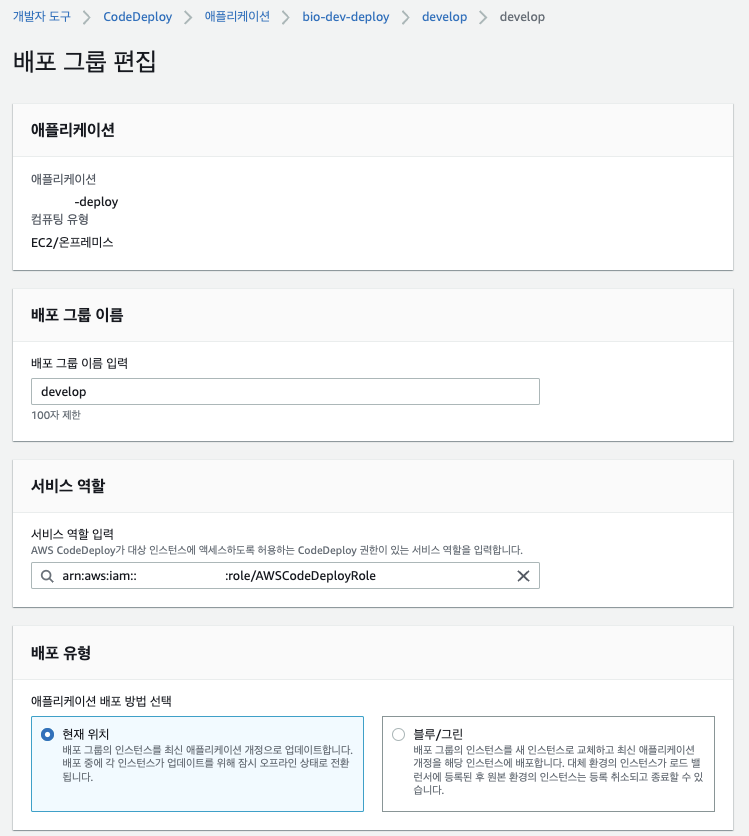 개발자 도구 > CodeDeploy > 애플리케이션 > bio-dev-deploy > develop > develop
배포 그룹 편집
애플리케이션
애플리케이션
-deploy
컴퓨팅 유형
EC2/온프레미스
배포 그룹 이름
배포 그룹 이름 입력
develop
100자 제한
서비스 역할
서비스 역할 입력
AWS CodeDeploy가 대상 인스턴스에 액세스하도록 허용하는 CodeDeploy 권한이 있는 서비스 역할을 입력합니다.
arn:aws:iam:: :role/AWSCodeDeployRole
배포 유형
애플리케이션 배포 방법 선택
현재 위치
배포 그룹의 인스턴스를 최신 애플리케이션 개정으로 업데이트합니다.
배포 중에 각 인스턴스가 업데이트를 위해 잠시 오프라인 상태로 전환
됩니다.
블루/그린
배포 그룹의 인스턴스를 새 인스턴스로 교체하고 최신 애플리케이션
개정을 해당 인스턴스에 배포합니다. 대체 환경의 인스턴스가 로드 밸
런서에 등록된 후 원본 환경의 인스턴스는 등록 취소되고 종료할 수 있
습니다.